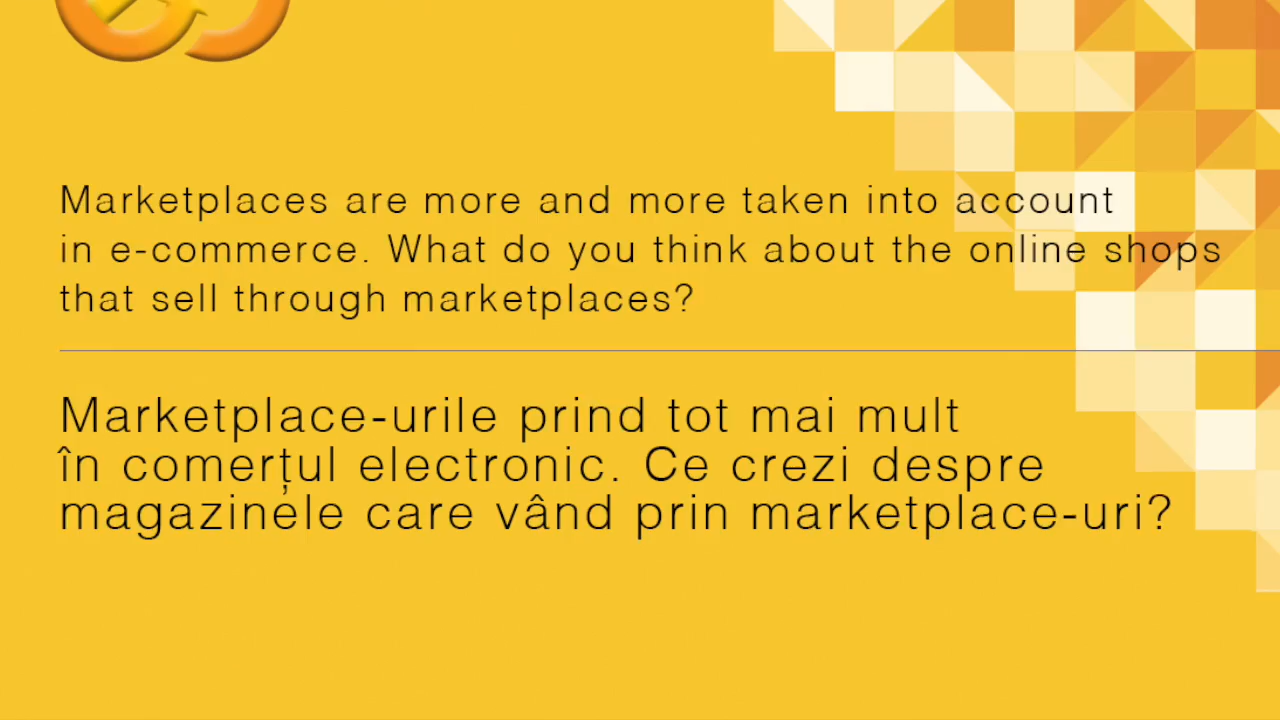 Marketplaces are more and more taken into account
in e-commerce. What do you think about the online shops
that sell through marketplaces?
Marketplace-urile prind tot mai mult
în comerțul electronic. Ce crezi despre
magazinele care vând prin marketplace-uri?